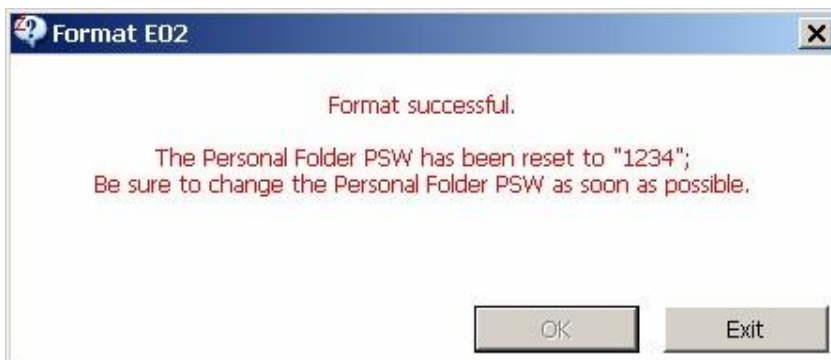 Format E02
Format successful.
The Personal Folder PSW has been reset to "1234";
Be sure to change the Personal Folder PSW as soon as possible.
OK
Exit